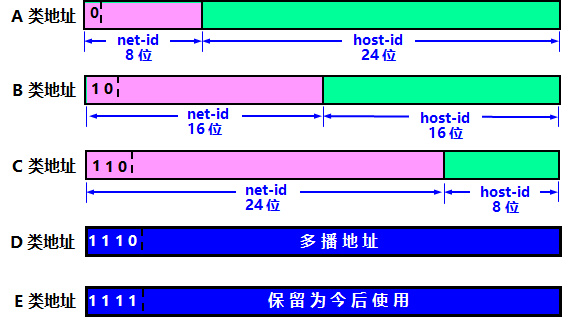 A 类地址
0
net-id
8 位
host-id
24 位
B 类地址
1 0
net-id
16 位
host-id
16 位
C 类地址
1 1 0
net-id
24 位
host-id
8 位
D 类地址
1 1 1 0
多 播 地 址
E 类地址
1 1 1 1
保 留 为 今 后 使 用